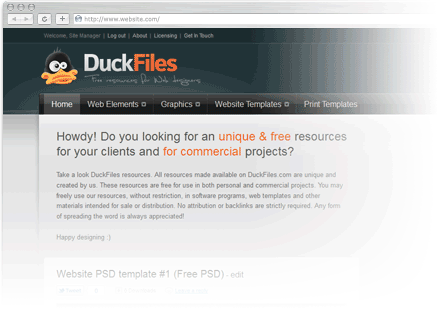 http://www.website.com/
Welcome, Site Manager | Log out | About | Licensing | Get In Touch
DuckFiles
Free resources for Web designers
Home Web Elements Graphics Website Templates Print Templates
Howdy! Do you looking for an unique & free resources
for your clients and for commercial projects?
Take a look DuckFiles resources. All resources made available on DuckFiles.com are unique and
created by us. These resources are free for use in both personal and commercial projects. You may
freely use our resources, without restriction, in software programs, web templates and other
materials intended for sale or distribution. No attribution or backlinks are strictly required. Any form
of spreading the word is always appreciated!
Happy designing :)
Website PSD template #1 (Free PSD) - edit